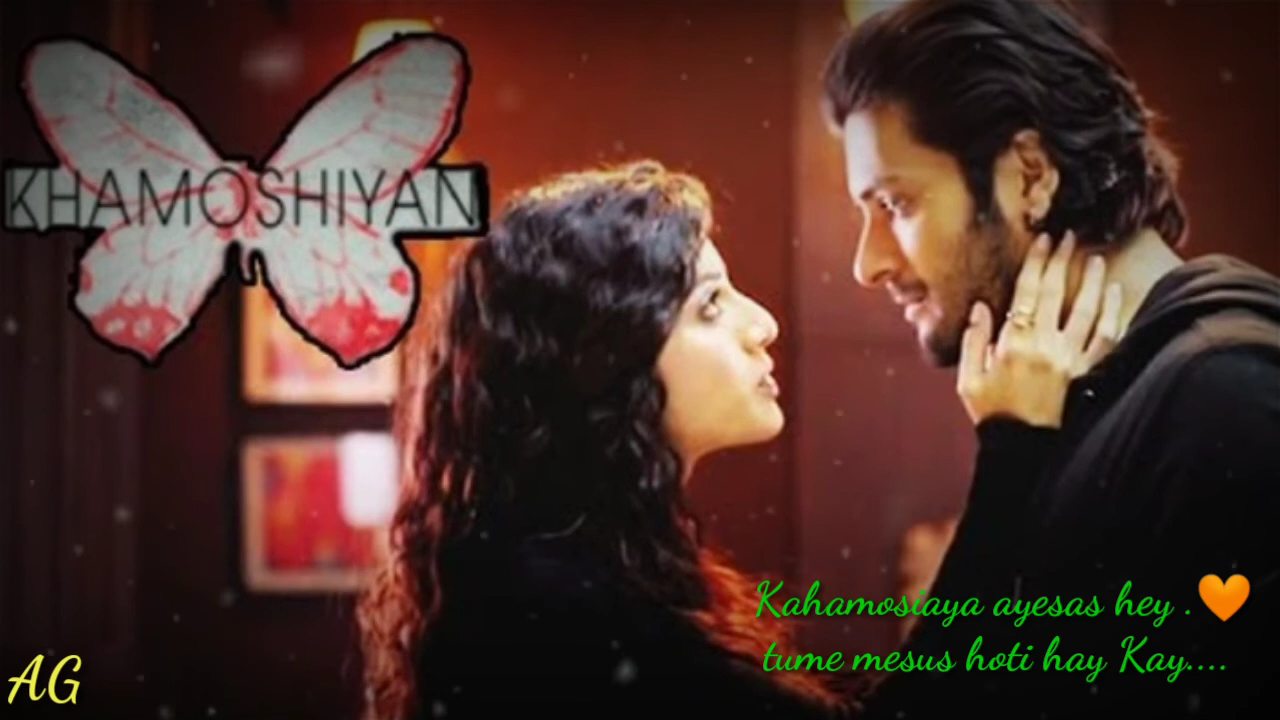 KHAMOSHIYAN
Kahamosiaya ayesas hey .🧡
tume mesus hoti hay Kay....
AG